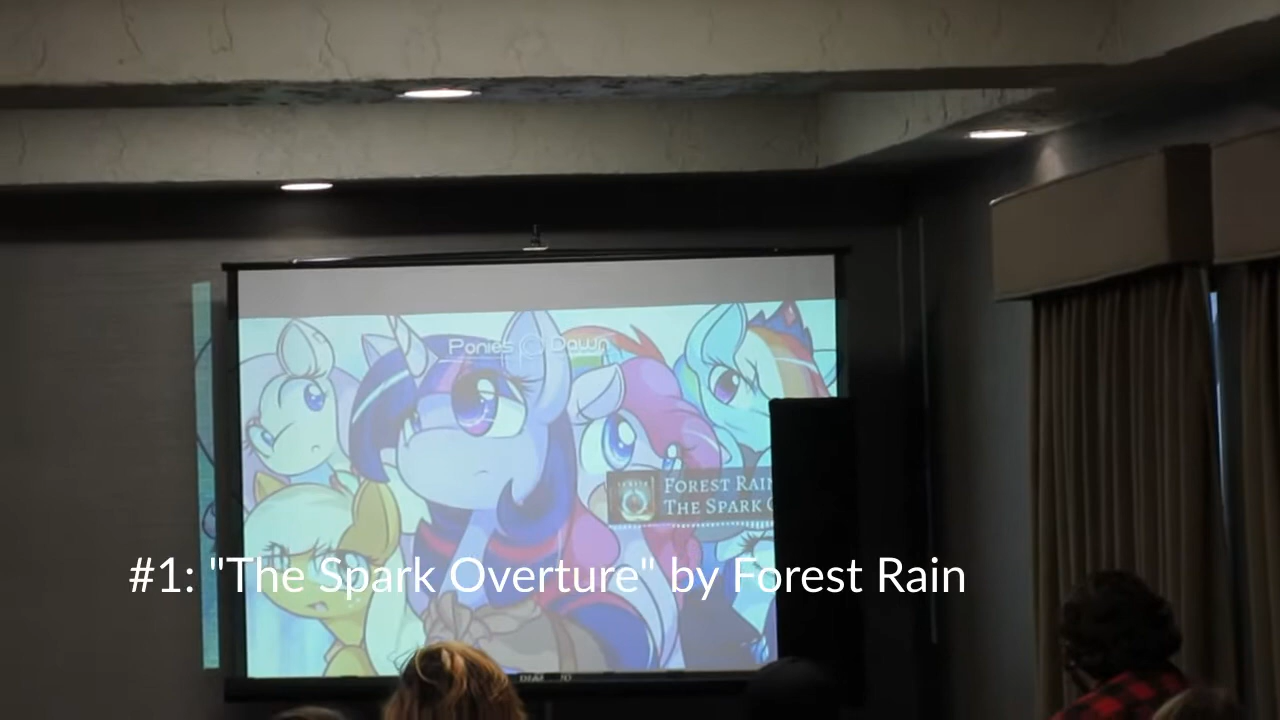 Ponies Dawn
FOREST RAIN
THE SPARK
#1: "The Spark Overture" by Forest Rain